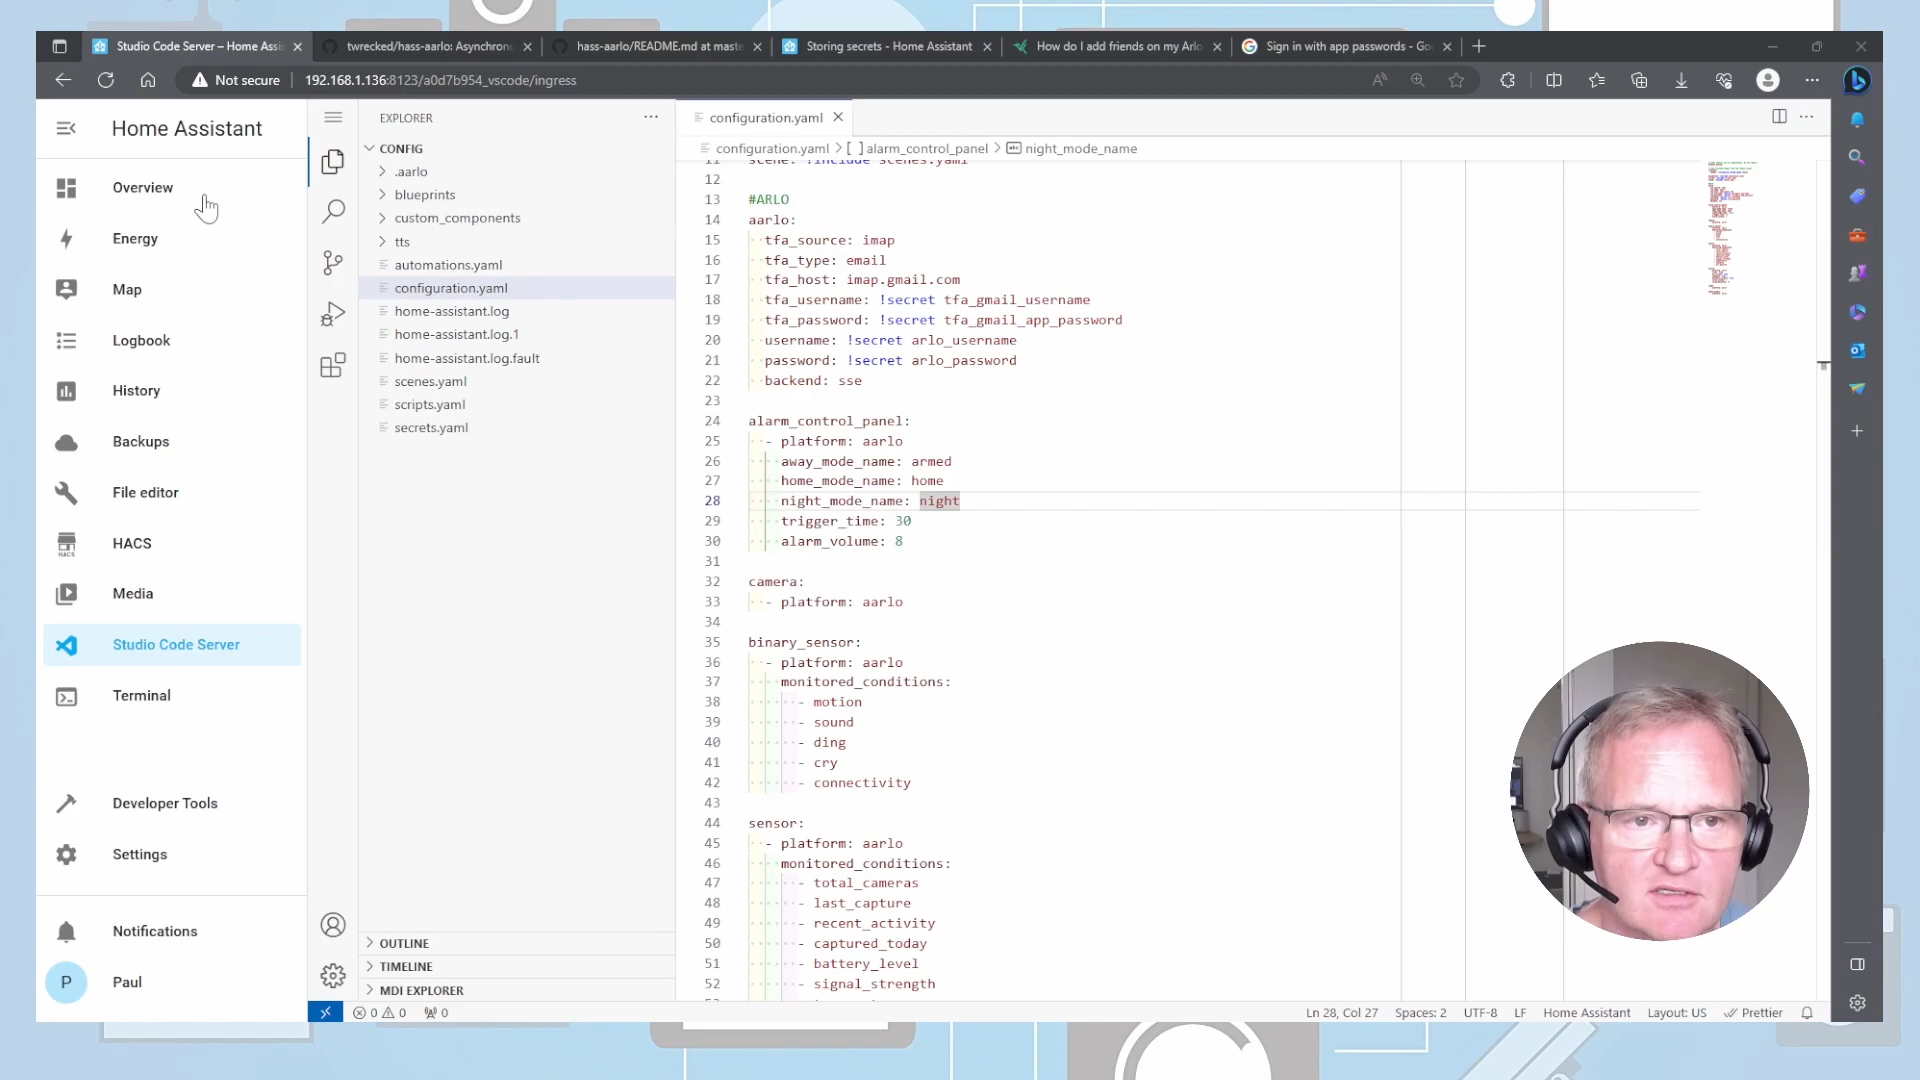 Studio Code Server – Home Assi
twrecked/hass-aarlo: Asynchrono
hass-aarlo/README.md at maste
Storing secrets - Home Assistant
How do I add friends on my Arlo
Sign in with app passwords - Goo
Not secure
192.168.1.136:8123/a0d7b954_vscode/ingress
Home Assistant
Overview
Energy
Map
Logbook
History
Backups
File editor
HACS
Media
Studio Code Server
Terminal
Developer Tools
Settings
Notifications
P
Paul
EXPLORER
CONFIG
.aarlo
blueprints
custom_components
tts
automations.yaml
configuration.yaml
home-assistant.log
home-assistant.log.1
home-assistant.log.fault
scenes.yaml
scripts.yaml
secrets.yaml
OUTLINE
TIMELINE
MDI EXPLORER
configuration.yaml
configuration.yaml > [ ] alarm_control_panel > night_mode_name
11 scene: !include scenes.yaml
12
13 #ARLO
14 aarlo:
15 tfa_source: imap
16 tfa_type: email
17 tfa_host: imap.gmail.com
18 tfa_username: !secret tfa_gmail_username
19 tfa_password: !secret tfa_gmail_app_password
20 username: !secret arlo_username
21 password: !secret arlo_password
22 backend: sse
23
24 alarm_control_panel:
25 - platform: aarlo
26 away_mode_name: armed
27 home_mode_name: home
28 night_mode_name: night
29 trigger_time: 30
30 alarm_volume: 8
31
32 camera:
33 - platform: aarlo
34
35 binary_sensor:
36 - platform: aarlo
37 monitored_conditions:
38 - motion
39 - sound
40 - ding
41 - cry
42 - connectivity
43
44 sensor:
45 - platform: aarlo
46 monitored_conditions:
47 - total_cameras
48 - last_capture
49 - recent_activity
50 - captured_today
51 - battery_level
52 - signal_strength
0 0 0
Ln 28, Col 27 Spaces: 2 UTF-8 LF Home Assistant Layout: US Prettier